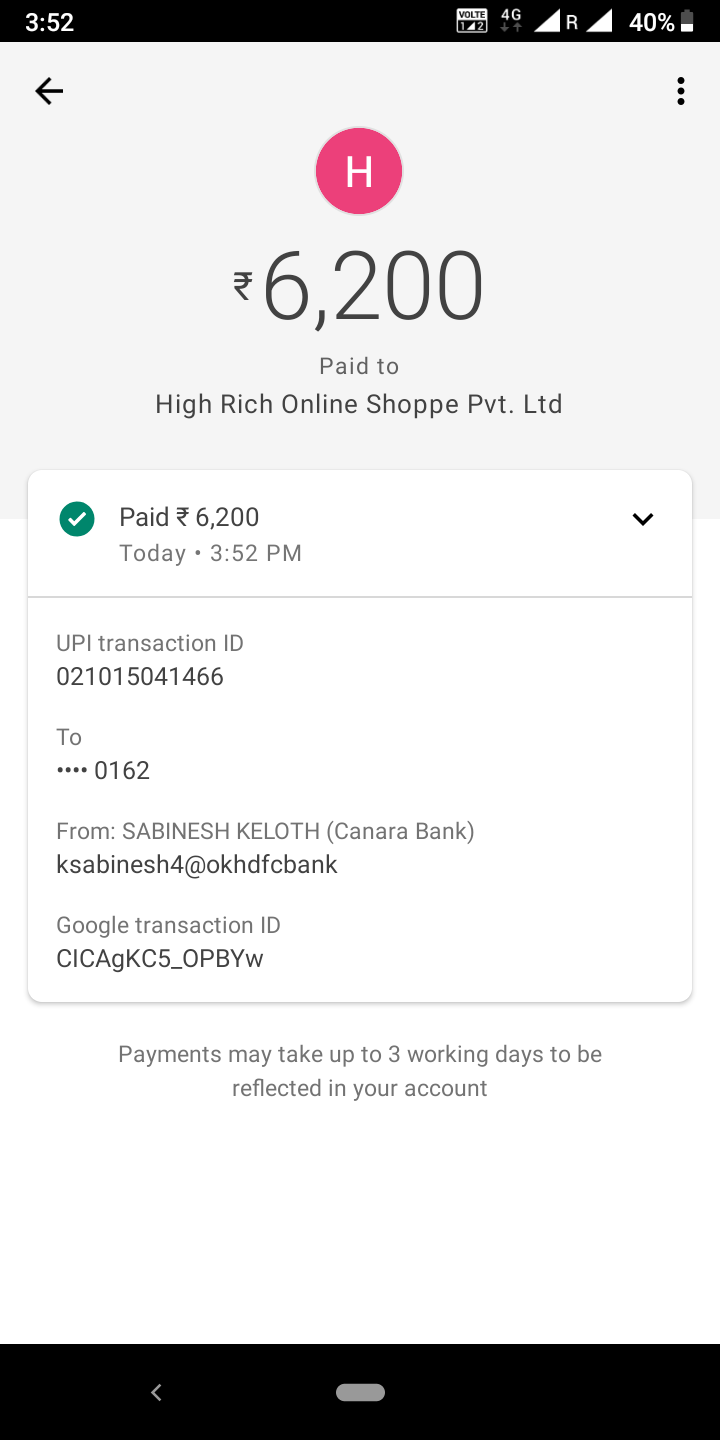 3:52
VOLTE
1 2
4G
R
40%
H
₹6,200
Paid to
High Rich Online Shoppe Pvt. Ltd
Paid ₹ 6,200
Today • 3:52 PM
UPI transaction ID
021015041466
To
•••• 0162
From: SABINESH KELOTH (Canara Bank)
ksabinesh4@okhdfcbank
Google transaction ID
CICAgKC5_OPBYw
Payments may take up to 3 working days to be
reflected in your account